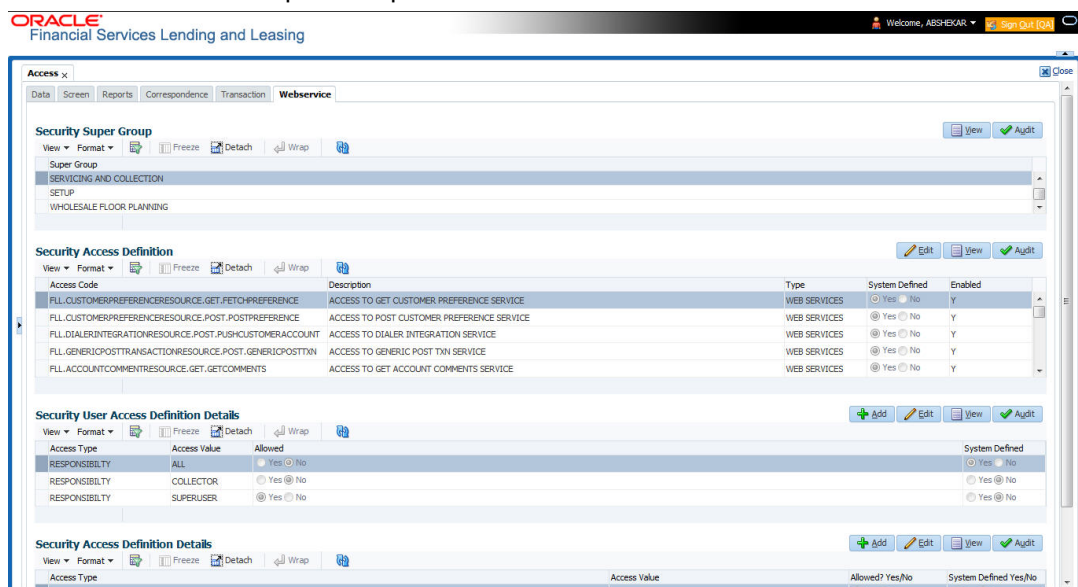 ORACLE
Welcome, ABSHEKAR Sign Out [QA]
Financial Services Lending and Leasing
Access x Close
Data Screen Reports Correspondence Transaction Webservice
Security Super Group View Audit
View Format Freeze Detach Wrap
Super Group
SERVICING AND COLLECTION
SETUP
WHOLESALE FLOOR PLANNING
Security Access Definition Edit View Audit
View Format Freeze Detach Wrap
Access Code Description Type System Defined Enabled
FLL.CUSTOMERPREFERENCERESOURCE.GET.FETCHPREFERENCE ACCESS TO GET CUSTOMER PREFERENCE SERVICE WEB SERVICES Yes No Y
FLL.CUSTOMERPREFERENCERESOURCE.POST.POSTPREFERENCE ACCESS TO POST CUSTOMER PREFERENCE SERVICE WEB SERVICES Yes No Y
FLL.DIALERINTEGRATIONRESOURCE.POST.PUSHCUSTOMERACCOUNT ACCESS TO DIALER INTEGRATION SERVICE WEB SERVICES Yes No Y
FLL.GENERICPOSTTRANSACTIONRESOURCE.POST.GENERICPOSTTXN ACCESS TO GENERIC POST TXN SERVICE WEB SERVICES Yes No Y
FLL.ACCOUNTCOMMENTRESOURCE.GET.GETCOMMENTS ACCESS TO GET ACCOUNT COMMENTS SERVICE WEB SERVICES Yes No Y
Security User Access Definition Details Add Edit View Audit
View Format Freeze Detach Wrap
Access Type Access Value Allowed System Defined
RESPONSIBILTY ALL Yes No Yes No
RESPONSIBILTY COLLECTOR Yes No Yes No
RESPONSIBILTY SUPERUSER Yes No Yes No
Security Access Definition Details Add Edit View Audit
View Format Freeze Detach Wrap
Access Type Access Value Allowed? Yes/No System Defined Yes/No